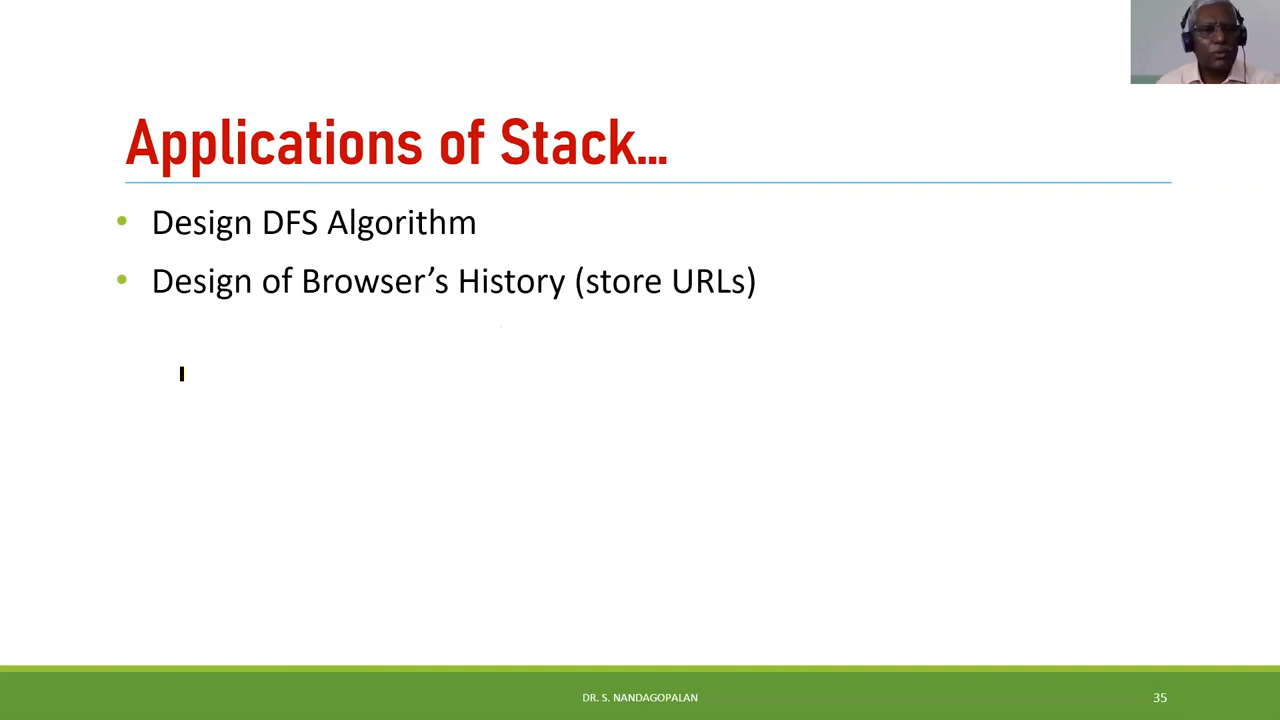 Applications of Stack...
• Design DFS Algorithm
• Design of Browser’s History (store URLs)
DR. S. NANDAGOPALAN
35